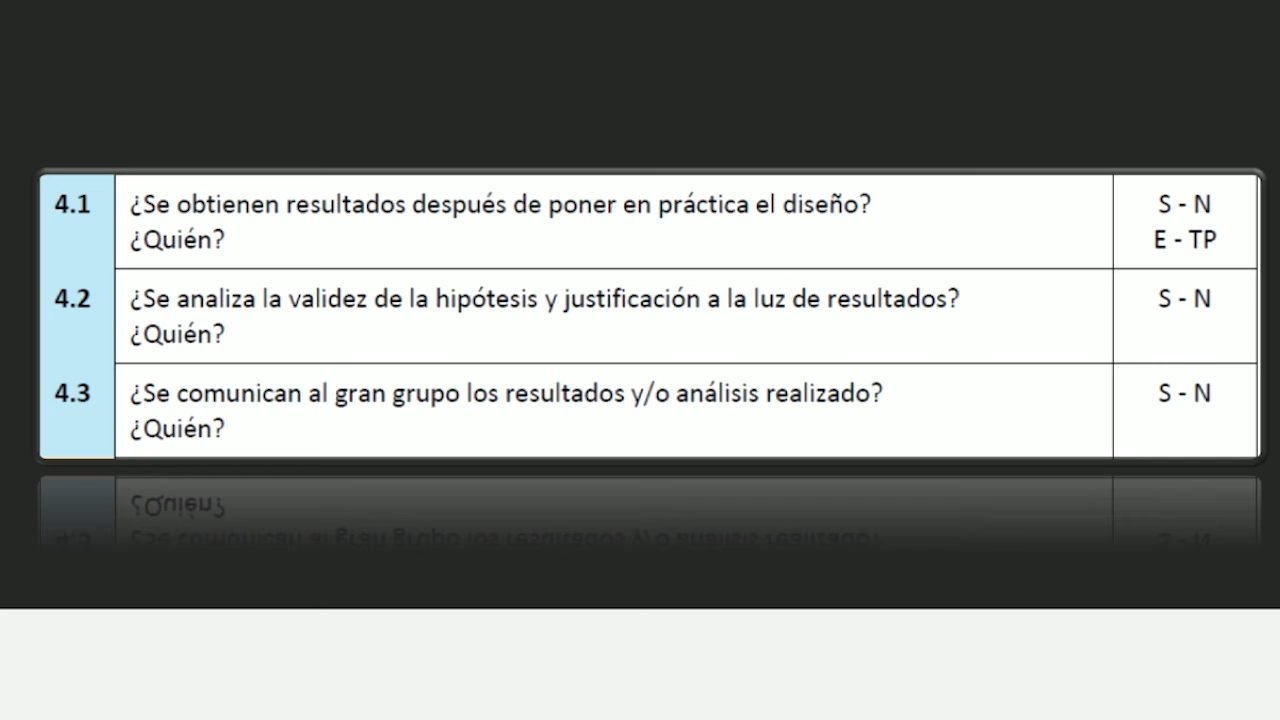 4.1 ¿Se obtienen resultados después de poner en práctica el diseño? S - N
¿Quién? E - TP
4.2 ¿Se analiza la validez de la hipótesis y justificación a la luz de resultados? S - N
¿Quién?
4.3 ¿Se comunican al gran grupo los resultados y/o análisis realizado? S - N
¿Quién?